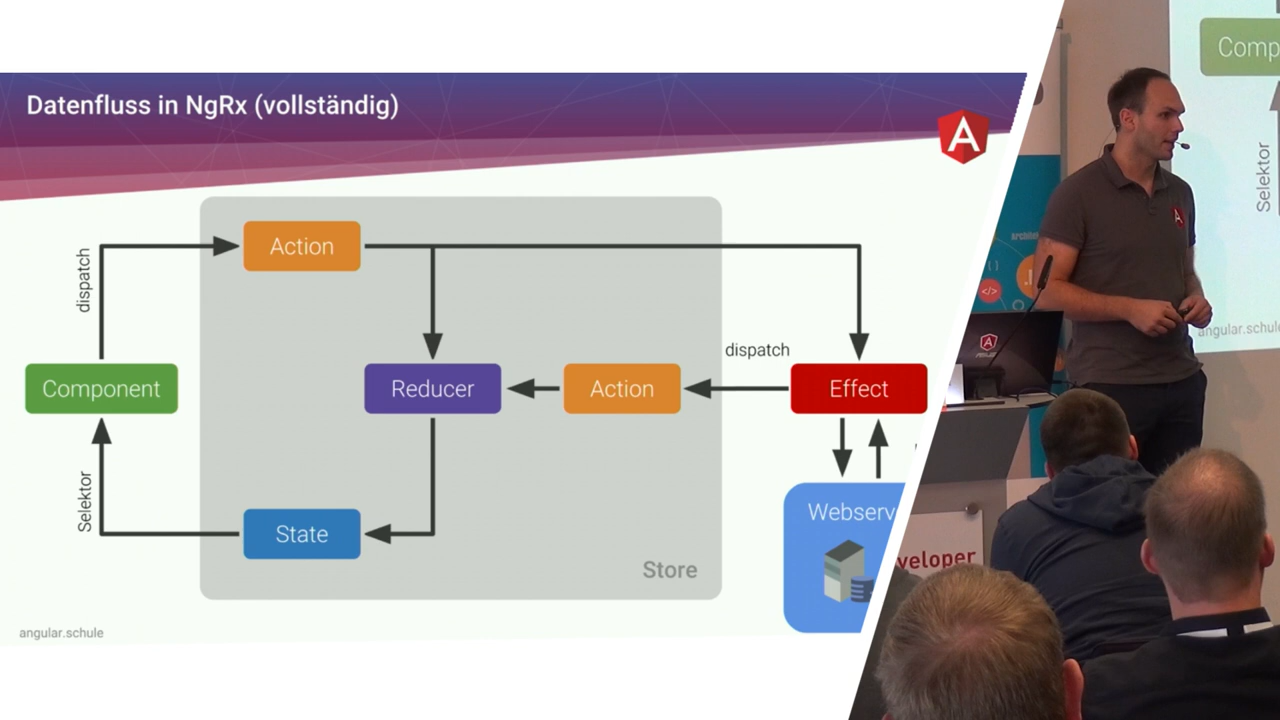 Datenfluss in NgRx (vollständig)
A
Action
dispatch
dispatch
Component
Reducer
Action
Effect
Selektor
State
Webserv
Store
angular.schule
Comp
Selektor
angular.schule
A
A
</>
veloper